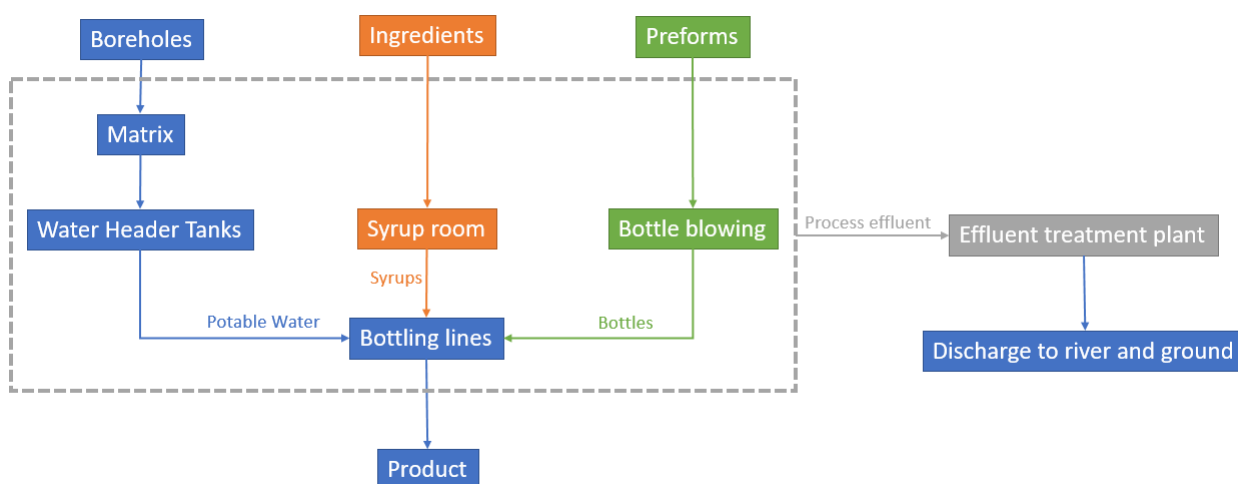 Boreholes
Ingredients
Preforms
Matrix
Water Header Tanks
Syrup room
Bottle blowing
Process effluent
Effluent treatment plant
Syrups
Potable Water
Bottles
Bottling lines
Discharge to river and ground
Product